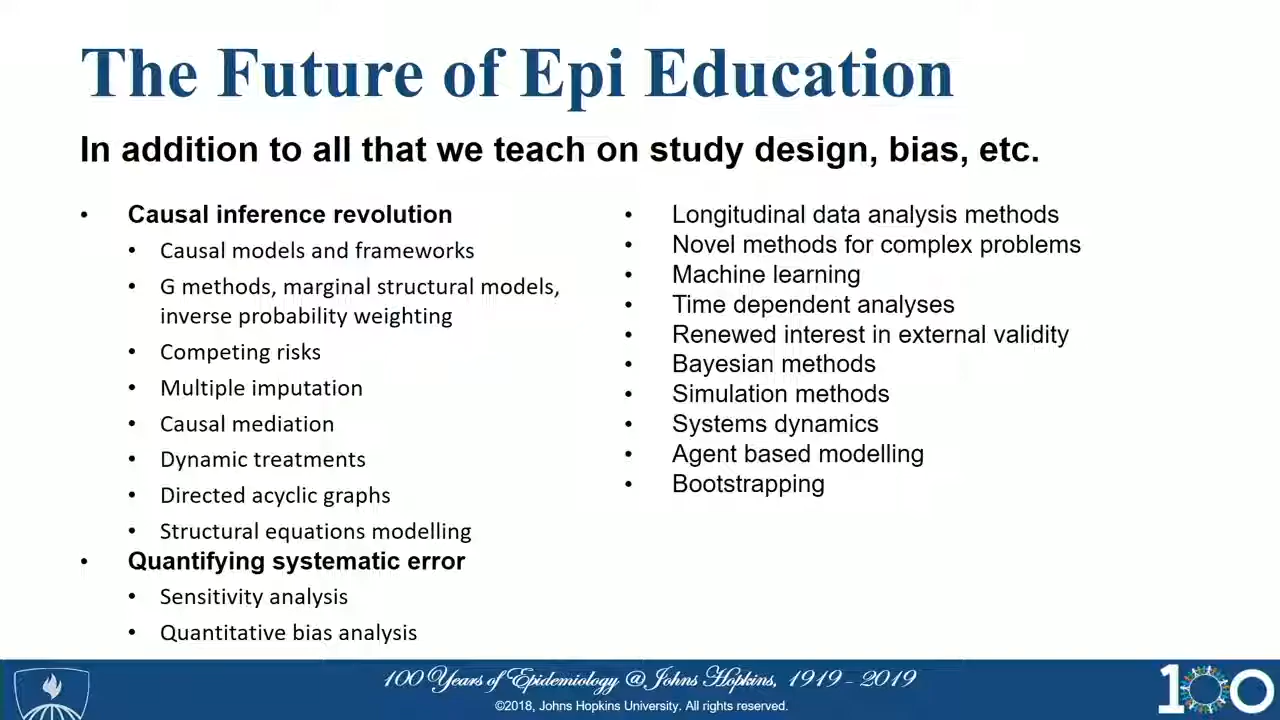 The Future of Epi Education
In addition to all that we teach on study design, bias, etc.
• Causal inference revolution
• Causal models and frameworks
• G methods, marginal structural models,
inverse probability weighting
• Competing risks
• Multiple imputation
• Causal mediation
• Dynamic treatments
• Directed acyclic graphs
• Structural equations modelling
• Quantifying systematic error
• Sensitivity analysis
• Quantitative bias analysis
• Longitudinal data analysis methods
• Novel methods for complex problems
• Machine learning
• Time dependent analyses
• Renewed interest in external validity
• Bayesian methods
• Simulation methods
• Systems dynamics
• Agent based modelling
• Bootstrapping
100 Years of Epidemiology @ Johns Hopkins, 1919 - 2019
©2018, Johns Hopkins University. All rights reserved.
100